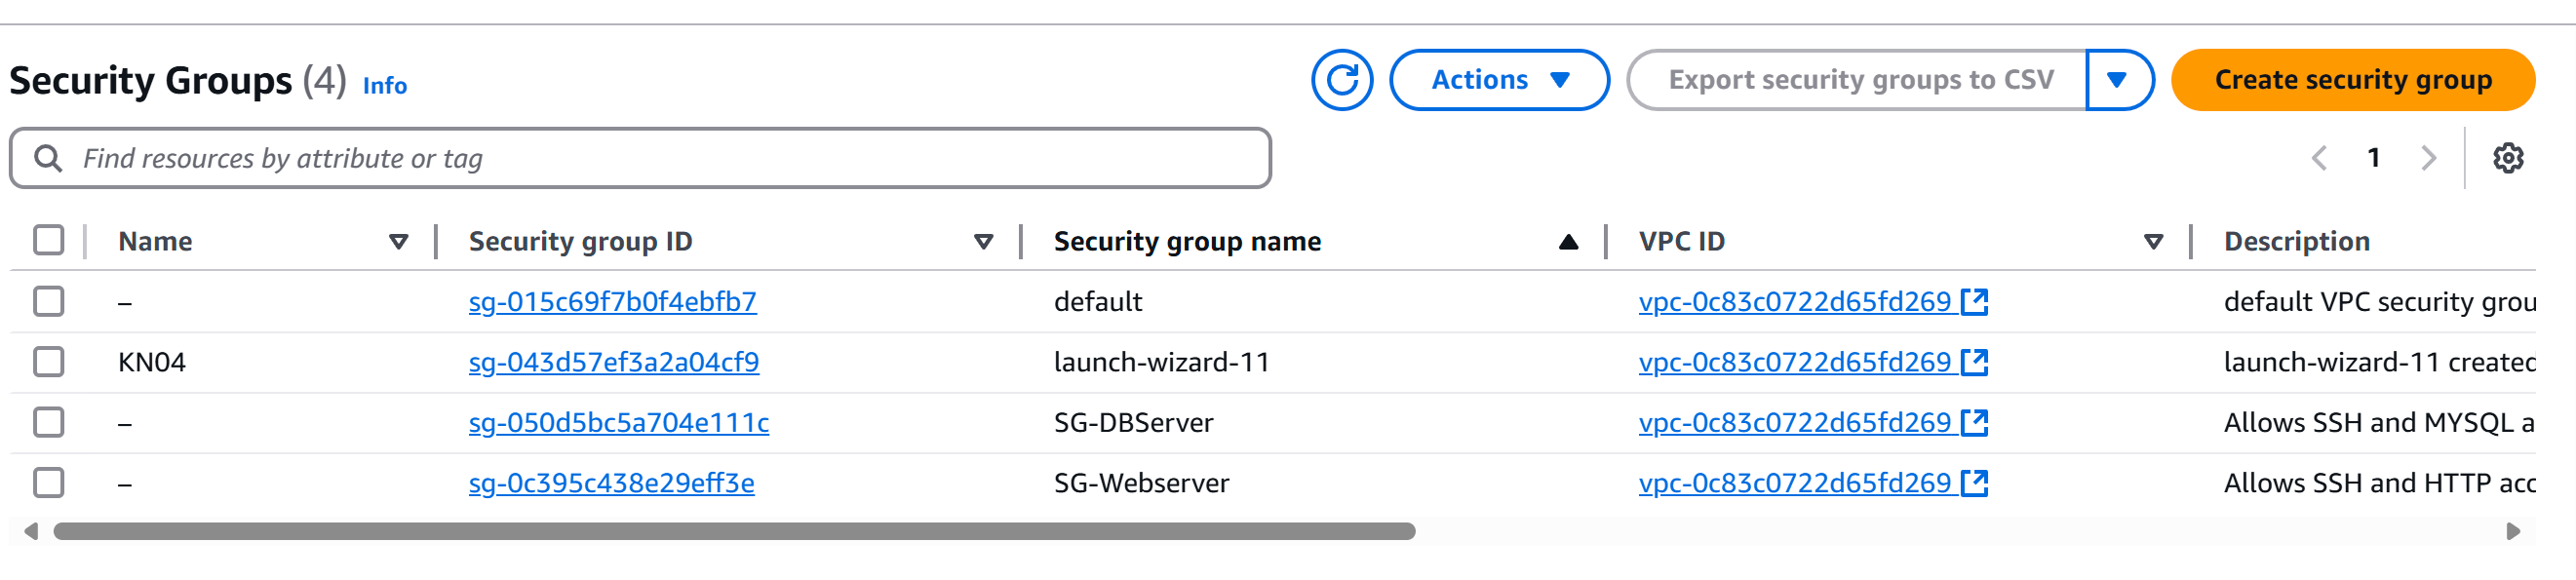 Security Groups (4) Info
Actions
Export security groups to CSV
Create security group
Find resources by attribute or tag
1
Name Security group ID Security group name VPC ID Description
– sg-015c69f7b0f4ebfb7 default vpc-0c83c0722d65fd269 default VPC security grou
KN04 sg-043d57ef3a2a04cf9 launch-wizard-11 vpc-0c83c0722d65fd269 launch-wizard-11 created
– sg-050d5bc5a704e111c SG-DBServer vpc-0c83c0722d65fd269 Allows SSH and MYSQL a
– sg-0c395c438e29eff3e SG-Webserver vpc-0c83c0722d65fd269 Allows SSH and HTTP acc